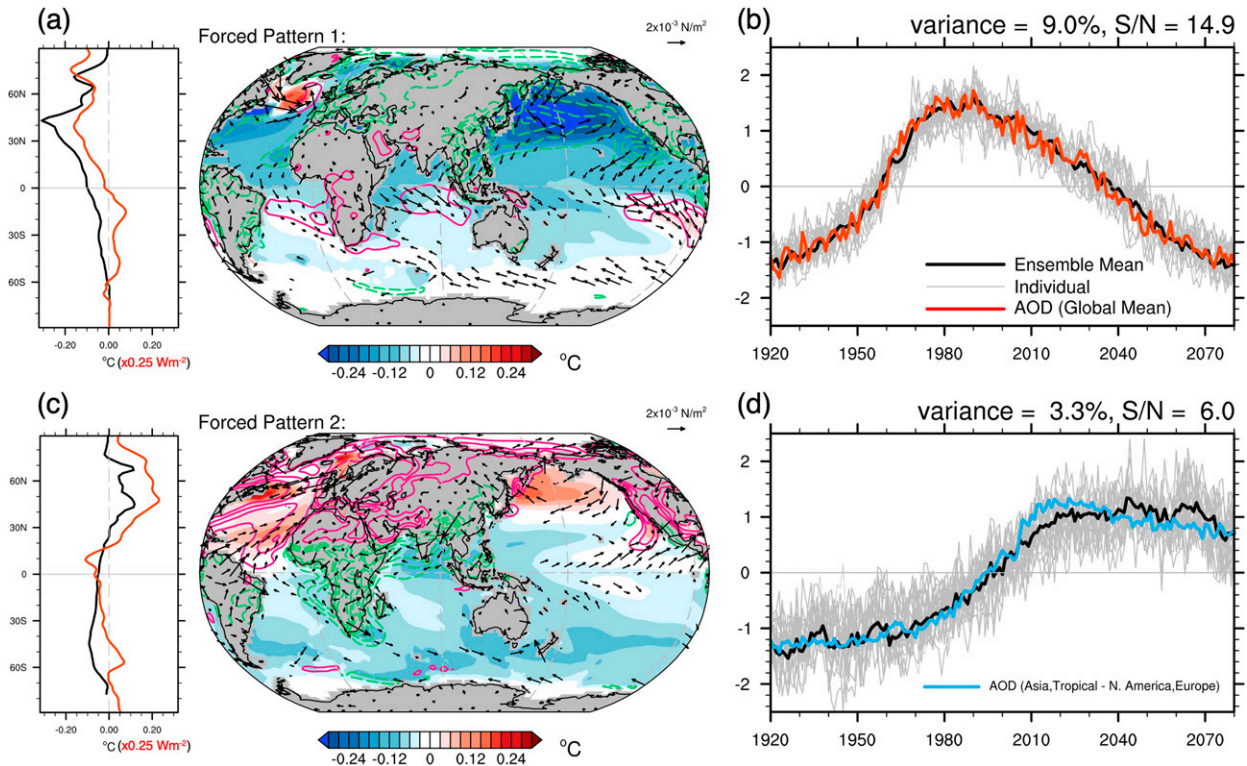 (a)
Forced Pattern 1:
2x10-3 N/m2
60N
30N
0
30S
60S
-0.20 0.00 0.20
oC (x0.25 Wm-2)
-0.24 -0.12 0 0.12 0.24 oC
(b)
variance = 9.0%, S/N = 14.9
2
1
0
-1
-2
Ensemble Mean
Individual
AOD (Global Mean)
1920 1950 1980 2010 2040 2070
(c)
Forced Pattern 2:
2x10-3 N/m2
60N
30N
0
30S
60S
-0.20 0.00 0.20
oC (x0.25 Wm-2)
-0.24 -0.12 0 0.12 0.24 oC
(d)
variance = 3.3%, S/N = 6.0
2
1
0
-1
-2
AOD (Asia,Tropical - N. America,Europe)
1920 1950 1980 2010 2040 2070